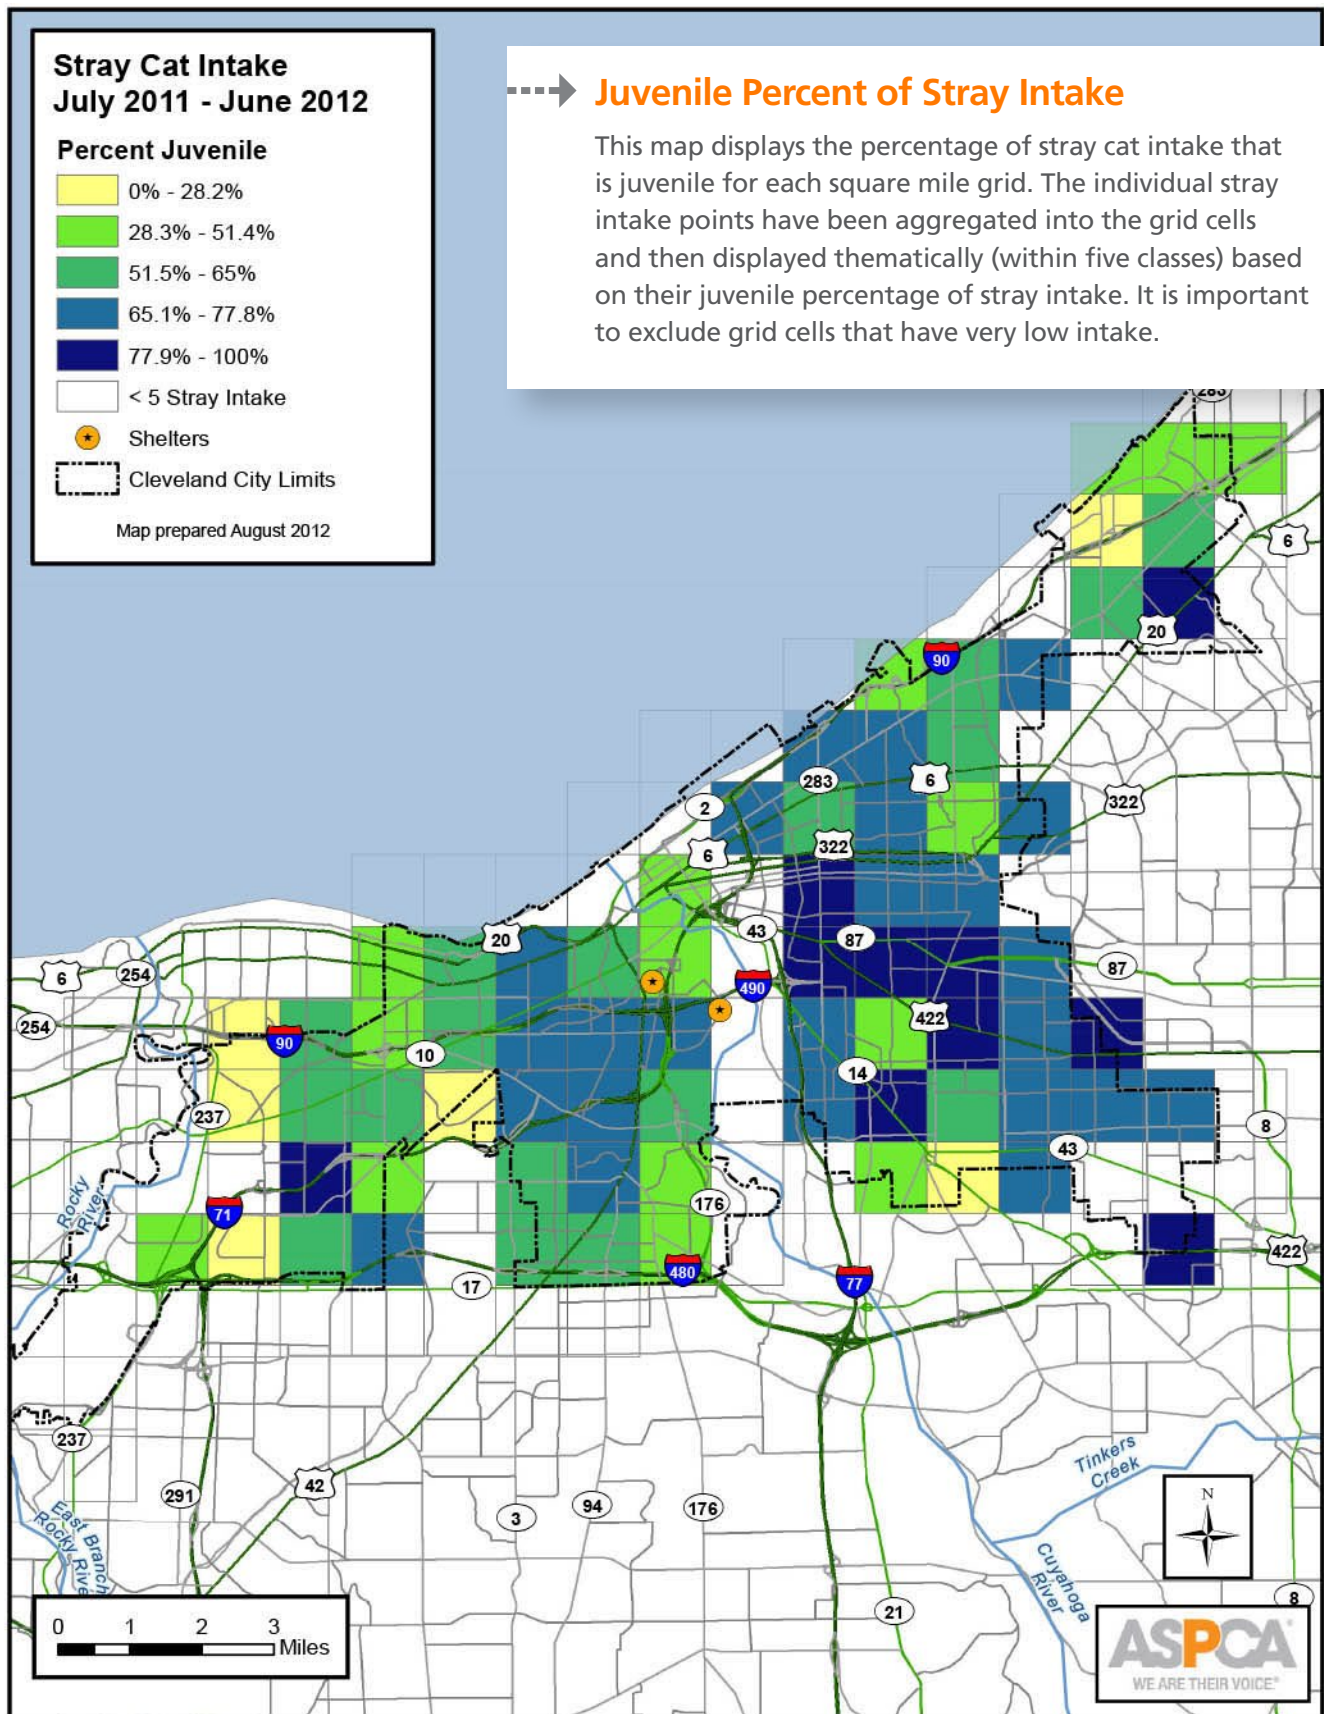 Stray Cat Intake
July 2011 - June 2012
Percent Juvenile
0% - 28.2%
28.3% - 51.4%
51.5% - 65%
65.1% - 77.8%
77.9% - 100%
< 5 Stray Intake
Shelters
Cleveland City Limits
Map prepared August 2012
Juvenile Percent of Stray Intake
This map displays the percentage of stray cat intake that
is juvenile for each square mile grid. The individual stray
intake points have been aggregated into the grid cells
and then displayed thematically (within five classes) based
on their juvenile percentage of stray intake. It is important
to exclude grid cells that have very low intake.
283
6
20
90
283
6
2
322
322
6
20
43
87
6
254
87
490
254
422
90
10
14
237
8
43
Rocky
River
176
71
422
480
77
17
237
Tinkers
Creek
42
291
94
176
3
N
East Branch
Rocky River
Cuyahoga
River
8
21
0 1 2 3
Miles
ASPCA®
WE ARE THEIR VOICE®